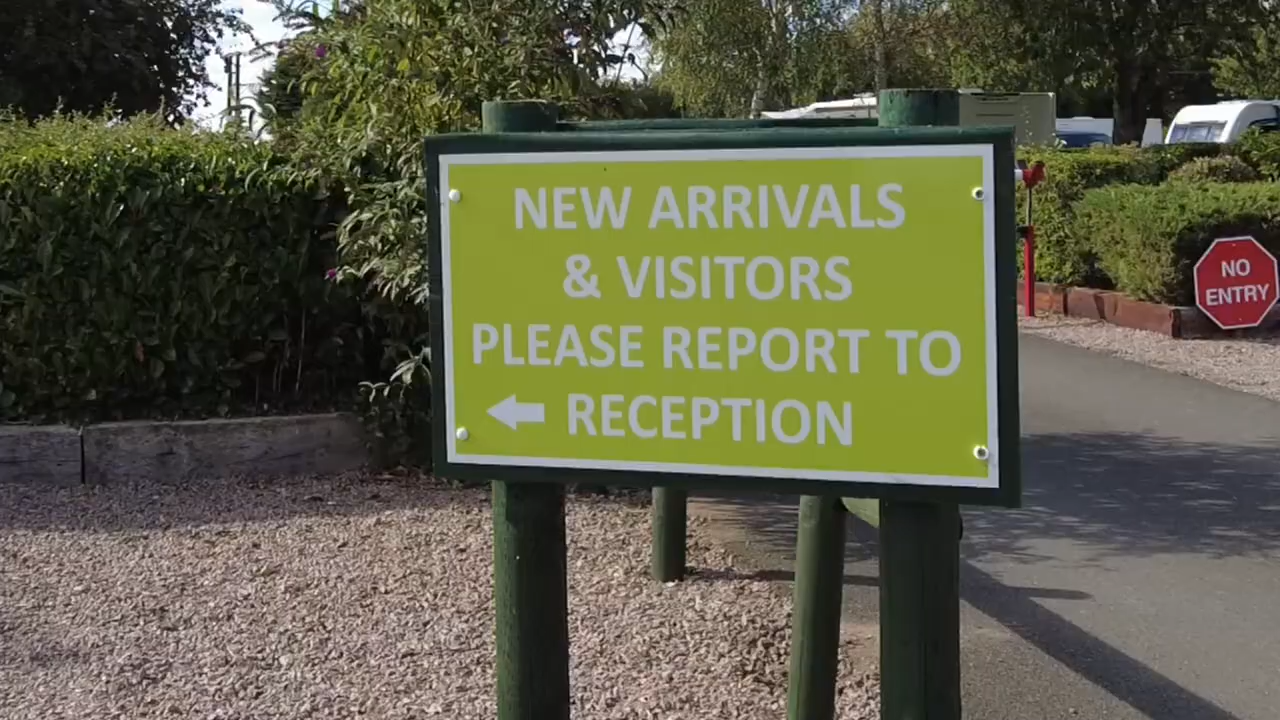 NEW ARRIVALS
& VISITORS
PLEASE REPORT TO
RECEPTION
NO
ENTRY